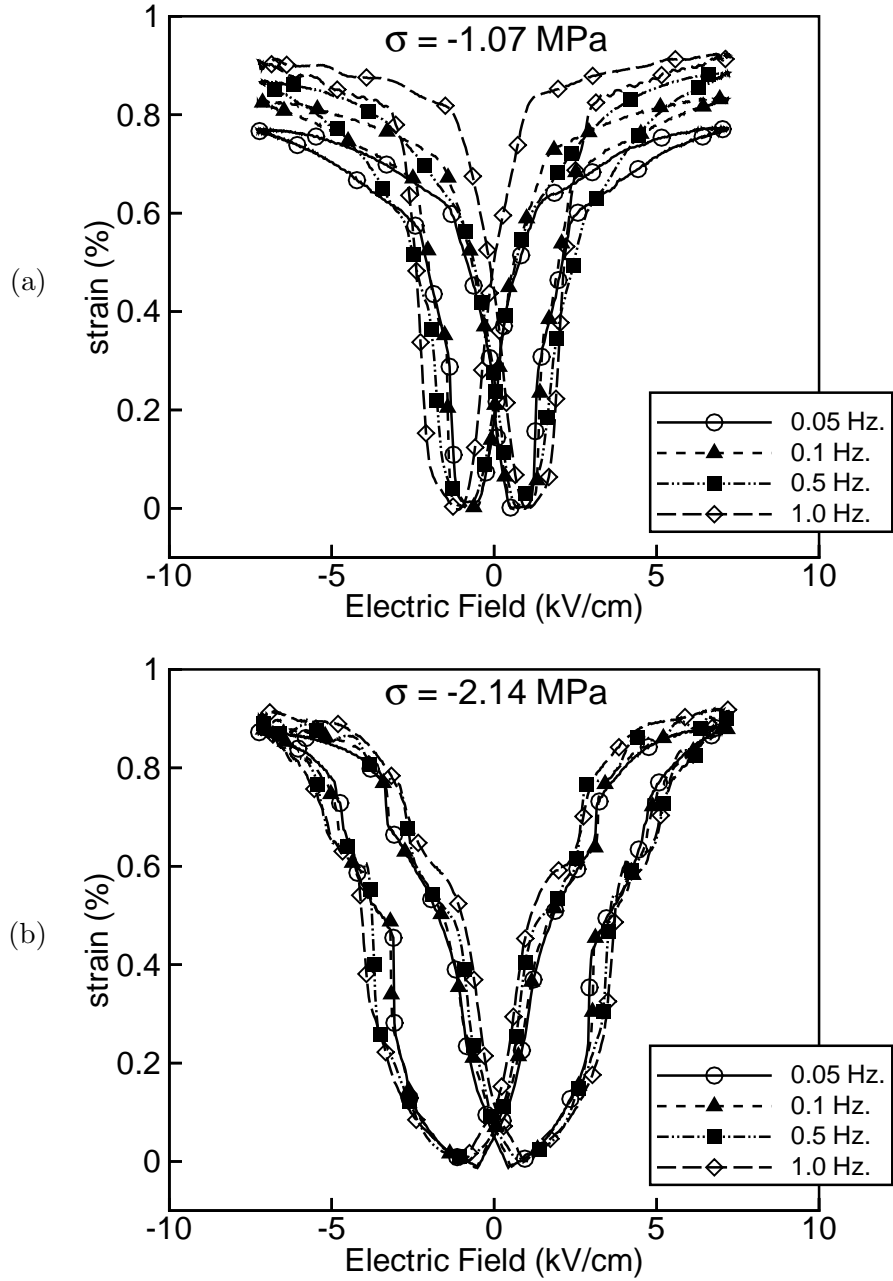 (a)
σ = -1.07 MPa
strain (%)
1
0.8
0.6
0.4
0.2
0
-10
-5
0
5
10
Electric Field (kV/cm)
0.05 Hz.
0.1 Hz.
0.5 Hz.
1.0 Hz.
(b)
σ = -2.14 MPa
strain (%)
1
0.8
0.6
0.4
0.2
0
-10
-5
0
5
10
Electric Field (kV/cm)
0.05 Hz.
0.1 Hz.
0.5 Hz.
1.0 Hz.